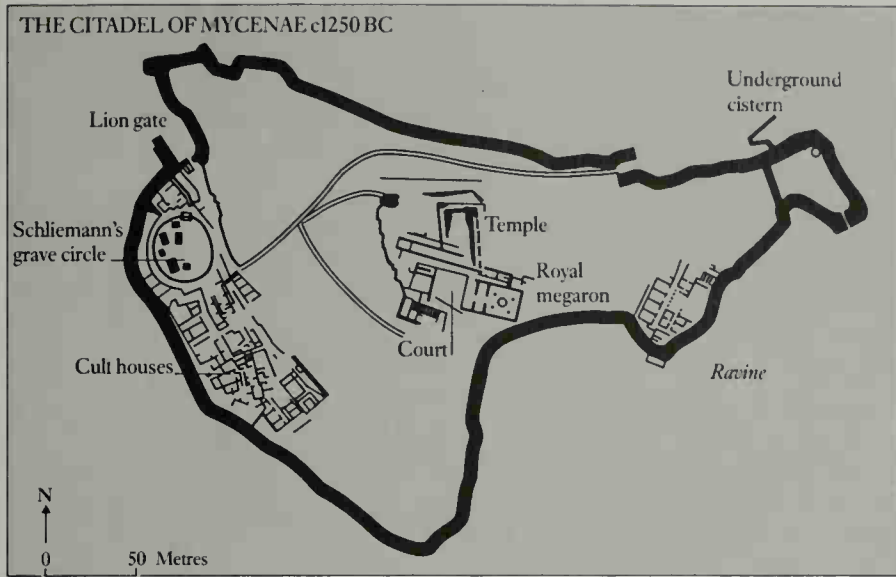 THE CITADEL OF MYCENAE c1250 BC
Underground
cistern
Lion gate
Schliemann's
grave circle
Temple
Royal
megaron
Court
Cult houses
Ravine
N
0 50 Metres